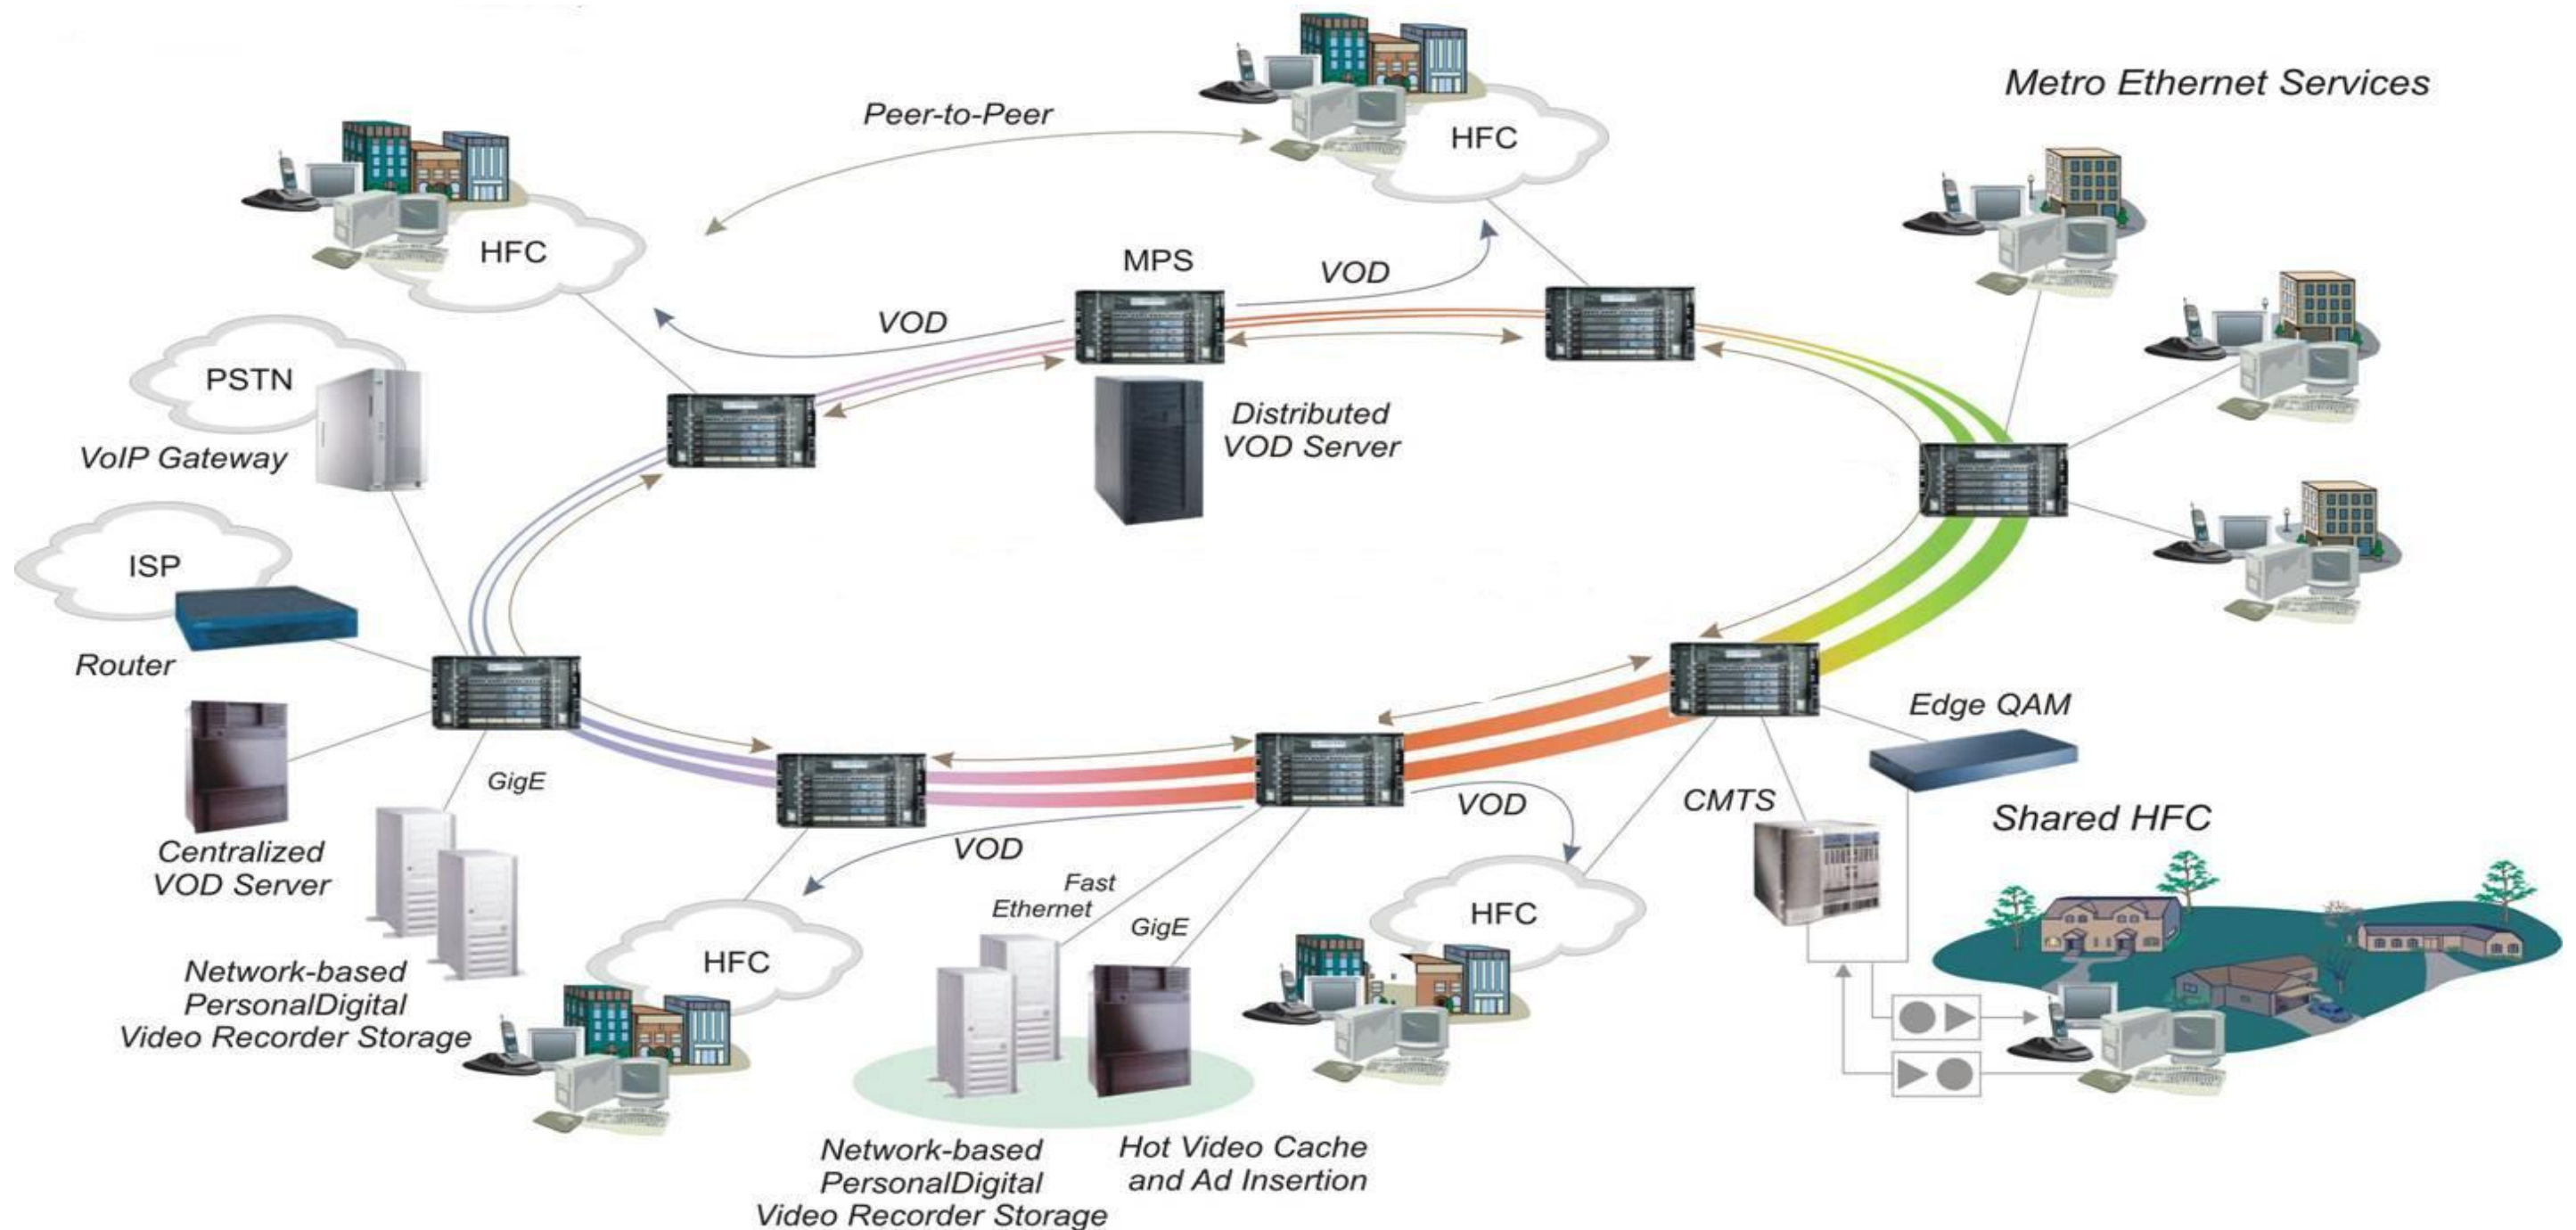 Metro Ethernet Services
Peer-to-Peer
HFC
HFC
MPS
VOD
VOD
PSTN
VoIP Gateway
Distributed
VOD Server
ISP
Router
Edge QAM
GigE
CMTS
VOD
Shared HFC
Centralized
VOD Server
VOD
Fast
Ethernet
GigE
HFC
HFC
Network-based
PersonalDigital
Video Recorder Storage
Network-based
PersonalDigital
Video Recorder Storage
Hot Video Cache
and Ad Insertion